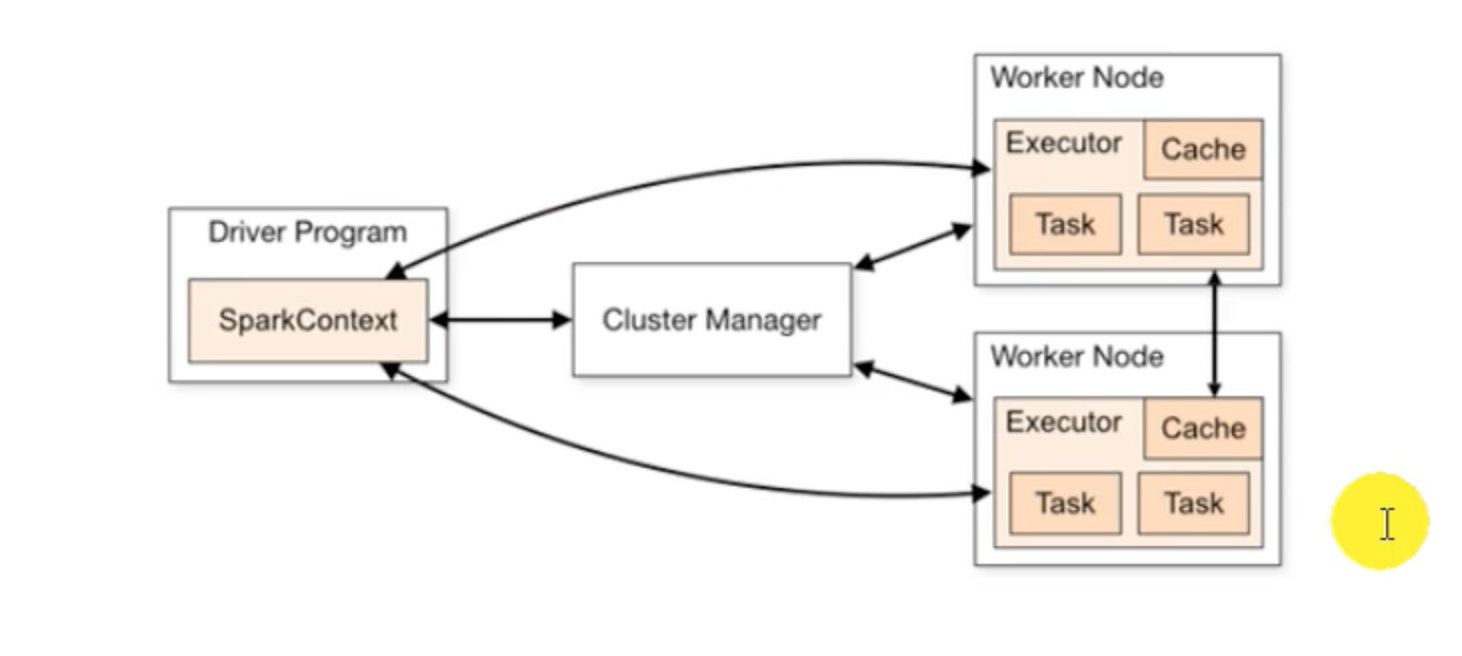 Driver Program
SparkContext
Cluster Manager
Worker Node
Executor
Cache
Task
Task
Worker Node
Executor
Cache
Task
Task